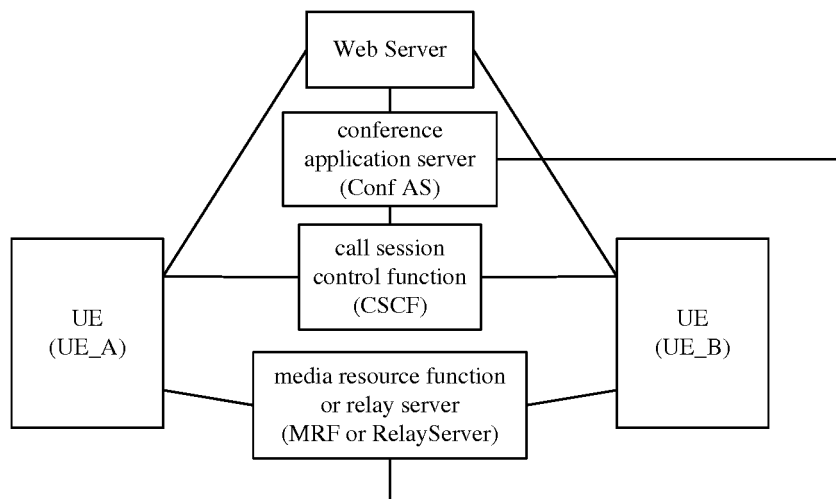 Web Server
conference
application server
(Conf AS)
call session
control function
(CSCF)
UE
(UE_A)
UE
(UE_B)
media resource function
or relay server
(MRF or RelayServer)